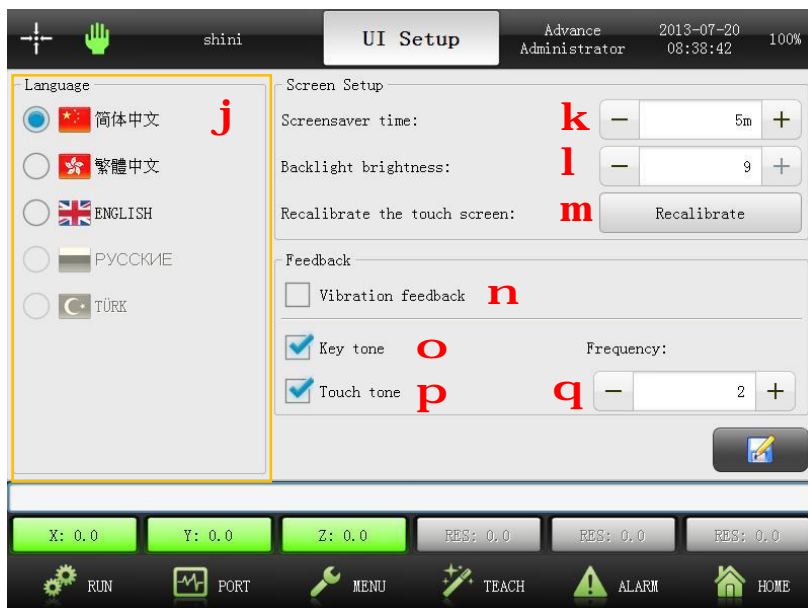 shini
UI Setup
Advance
Administrator
2013-07-20
08:38:42
100%
Language
简体中文
j
繁體中文
ENGLISH
РУССКИЕ
TÜRK
Screen Setup
Screensaver time:
k
− 5m +
Backlight brightness:
l
− 9 +
Recalibrate the touch screen:
m
Recalibrate
Feedback
Vibration feedback
n
Key tone
o
Frequency:
Touch tone
p
q
− 2 +
X: 0.0
Y: 0.0
Z: 0.0
RES: 0.0
RES: 0.0
RES: 0.0
RUN
PORT
MENU
TEACH
ALARM
HOME